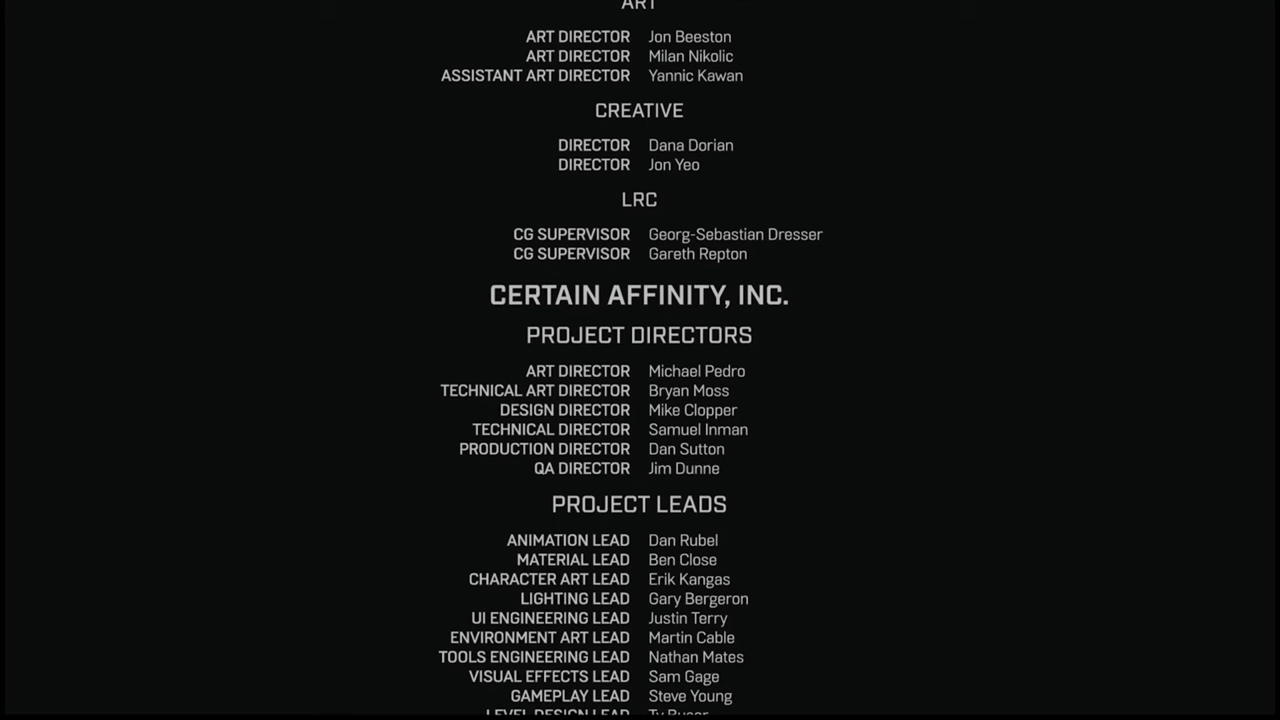 ART
ART DIRECTOR Jon Beeston
ART DIRECTOR Milan Nikolic
ASSISTANT ART DIRECTOR Yannic Kawan
CREATIVE
DIRECTOR Dana Dorian
DIRECTOR Jon Yeo
LRC
CG SUPERVISOR Georg-Sebastian Dresser
CG SUPERVISOR Gareth Repton
CERTAIN AFFINITY, INC.
PROJECT DIRECTORS
ART DIRECTOR Michael Pedro
TECHNICAL ART DIRECTOR Bryan Moss
DESIGN DIRECTOR Mike Clopper
TECHNICAL DIRECTOR Samuel Inman
PRODUCTION DIRECTOR Dan Sutton
QA DIRECTOR Jim Dunne
PROJECT LEADS
ANIMATION LEAD Dan Rubel
MATERIAL LEAD Ben Close
CHARACTER ART LEAD Erik Kangas
LIGHTING LEAD Gary Bergeron
UI ENGINEERING LEAD Justin Terry
ENVIRONMENT ART LEAD Martin Cable
TOOLS ENGINEERING LEAD Nathan Mates
VISUAL EFFECTS LEAD Sam Gage
GAMEPLAY LEAD Steve Young
LEVEL DESIGN LEAD Ty